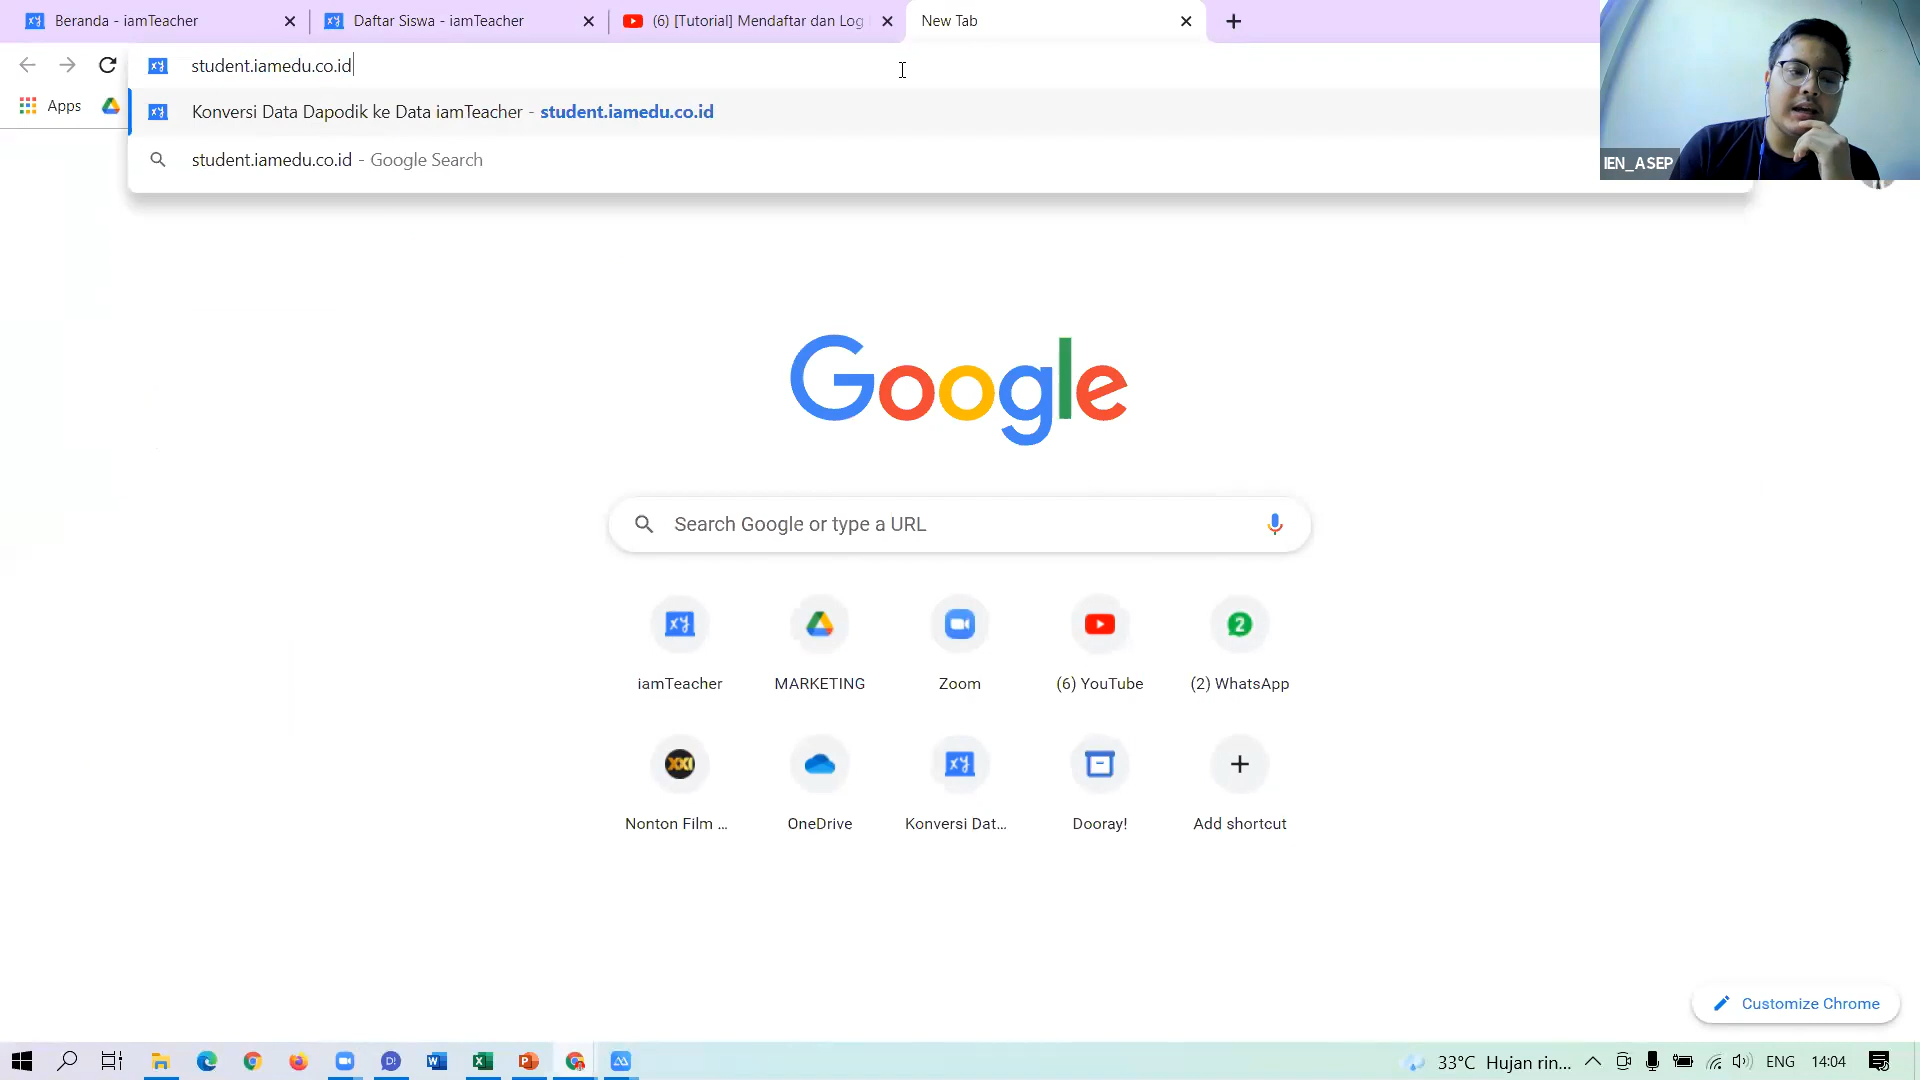 Beranda - iamTeacher
Daftar Siswa - iamTeacher
(6) [Tutorial] Mendaftar dan Log
New Tab
student.iamedu.co.id
Apps
Konversi Data Dapodik ke Data iamTeacher - student.iamedu.co.id
student.iamedu.co.id - Google Search
IEN_ASEP
Google
Search Google or type a URL
iamTeacher
MARKETING
Zoom
(6) YouTube
2
(2) WhatsApp
XXI
Nonton Film ...
OneDrive
Konversi Dat...
Dooray!
Add shortcut
Customize Chrome
33°C Hujan rin...
ENG
14:04